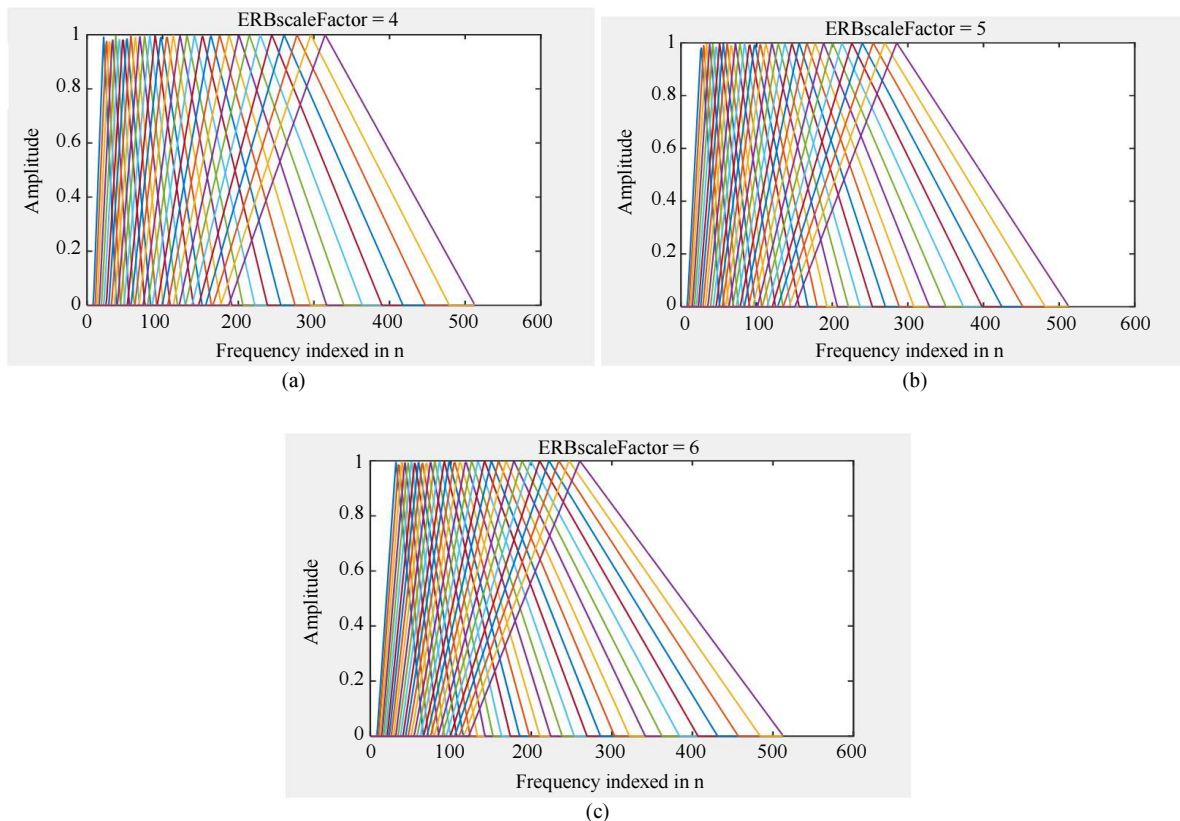 ERBscaleFactor = 4
1
0.8
0.6
0.4
0.2
0
Amplitude
0 100 200 300 400 500 600
Frequency indexed in n
(a)
ERBscaleFactor = 5
1
0.8
0.6
0.4
0.2
0
Amplitude
0 100 200 300 400 500 600
Frequency indexed in n
(b)
ERBscaleFactor = 6
1
0.8
0.6
0.4
0.2
0
Amplitude
0 100 200 300 400 500 600
Frequency indexed in n
(c)